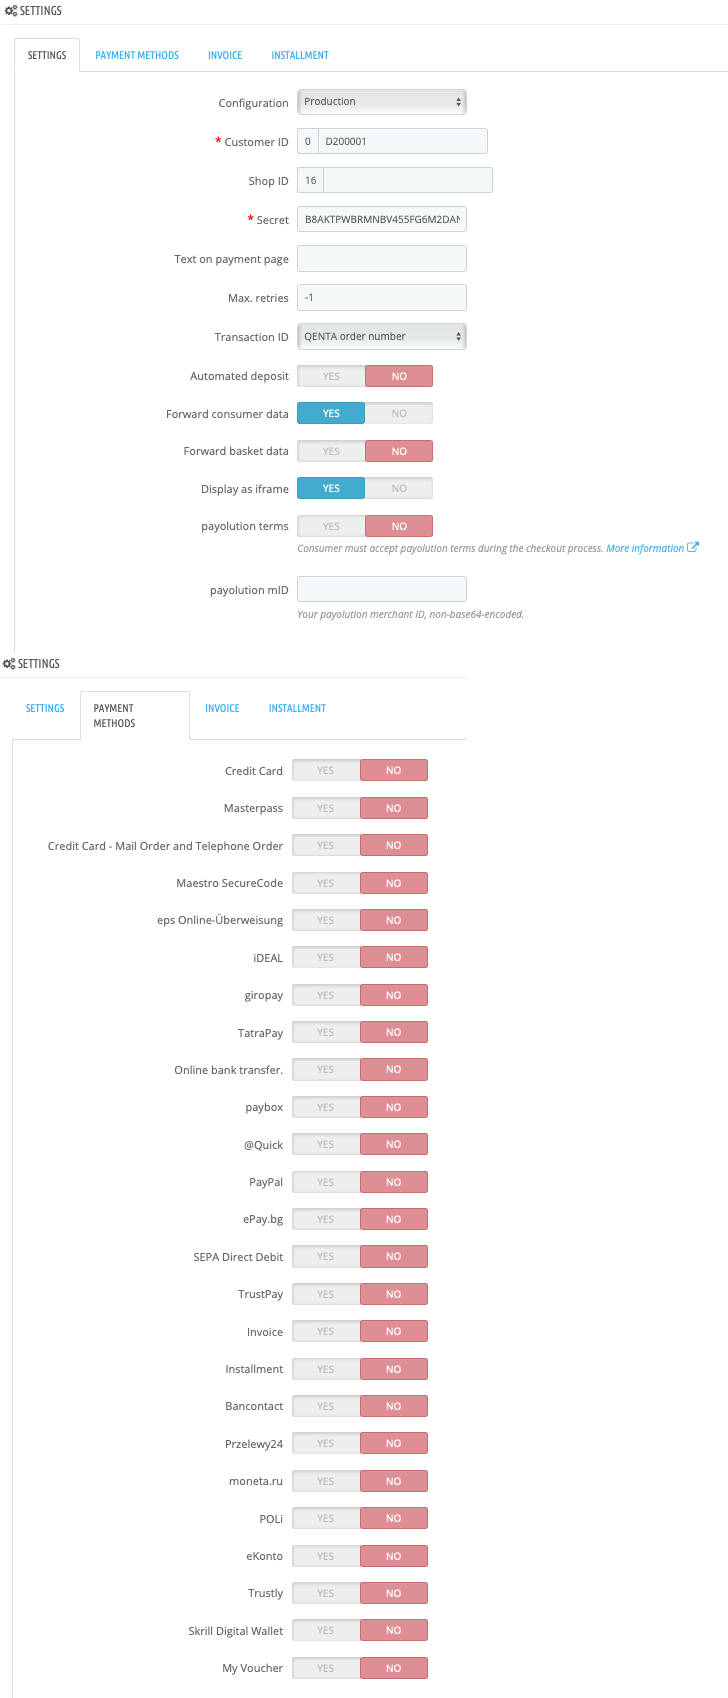 SETTINGS
SETTINGS PAYMENT METHODS INVOICE INSTALLMENT
Configuration Production
* Customer ID 0 D200001
Shop ID 16
* Secret B8AKTPWBRMNBV455FG6M2DAN
Text on payment page
Max. retries -1
Transaction ID QENTA order number
Automated deposit YES NO
Forward consumer data YES NO
Forward basket data YES NO
Display as iframe YES NO
payolution terms YES NO
Consumer must accept payolution terms during the checkout process. More information
payolution mID
Your payolution merchant ID, non-base64-encoded.
SETTINGS
SETTINGS PAYMENT METHODS INVOICE INSTALLMENT
Credit Card YES NO
Masterpass YES NO
Credit Card - Mail Order and Telephone Order YES NO
Maestro SecureCode YES NO
eps Online-Überweisung YES NO
iDEAL YES NO
giropay YES NO
TatraPay YES NO
Online bank transfer. YES NO
paybox YES NO
@Quick YES NO
PayPal YES NO
ePay.bg YES NO
SEPA Direct Debit YES NO
TrustPay YES NO
Invoice YES NO
Installment YES NO
Bancontact YES NO
Przelewy24 YES NO
moneta.ru YES NO
POLi YES NO
eKonto YES NO
Trustly YES NO
Skrill Digital Wallet YES NO
My Voucher YES NO